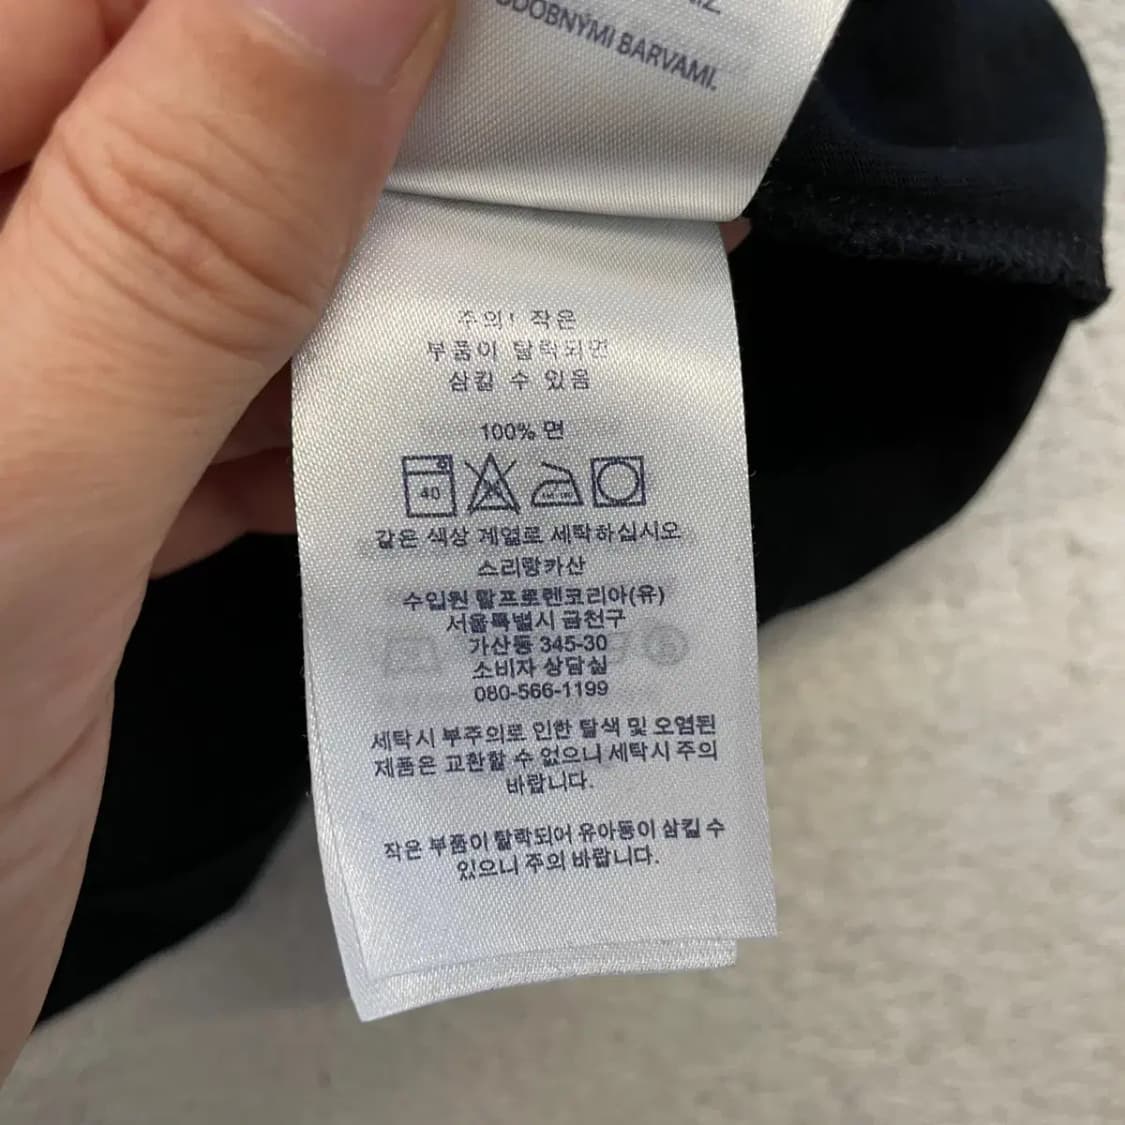 ODOBNÝMI BARVAMI.
주의! 작은
부품이 탈락되면
삼킬 수 있음
100% 면
40
같은 색상 계열로 세탁하십시오
스리랑카산
수입원 랄프로렌코리아(유)
서울특별시 금천구
가산동 345-30
소비자 상담실
080-566-1199
세탁시 부주의로 인한 탈색 및 오염된
제품은 교환할 수 없으니 세탁시 주의
바랍니다.
작은 부품이 탈락되어 유아등이 삼킬 수
있으니 주의 바랍니다.